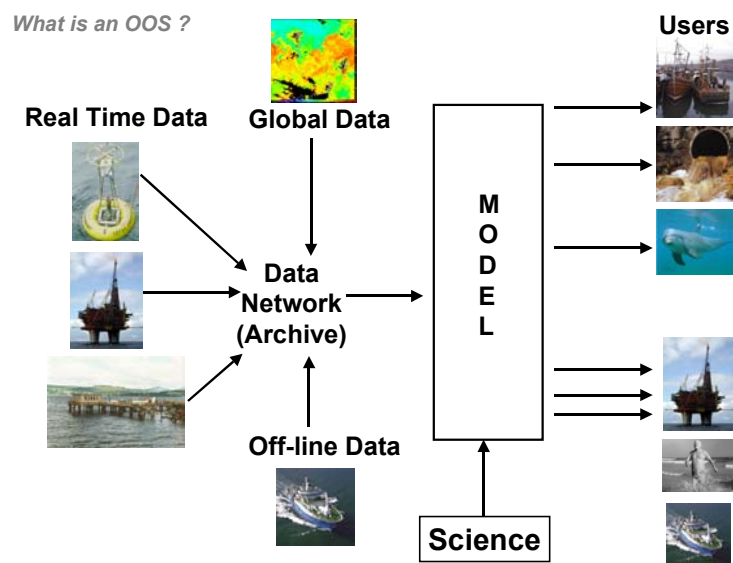 What is an OOS ?
Users
Real Time Data
Global Data
M
O
D
E
L
Data
Network
(Archive)
Off-line Data
Science